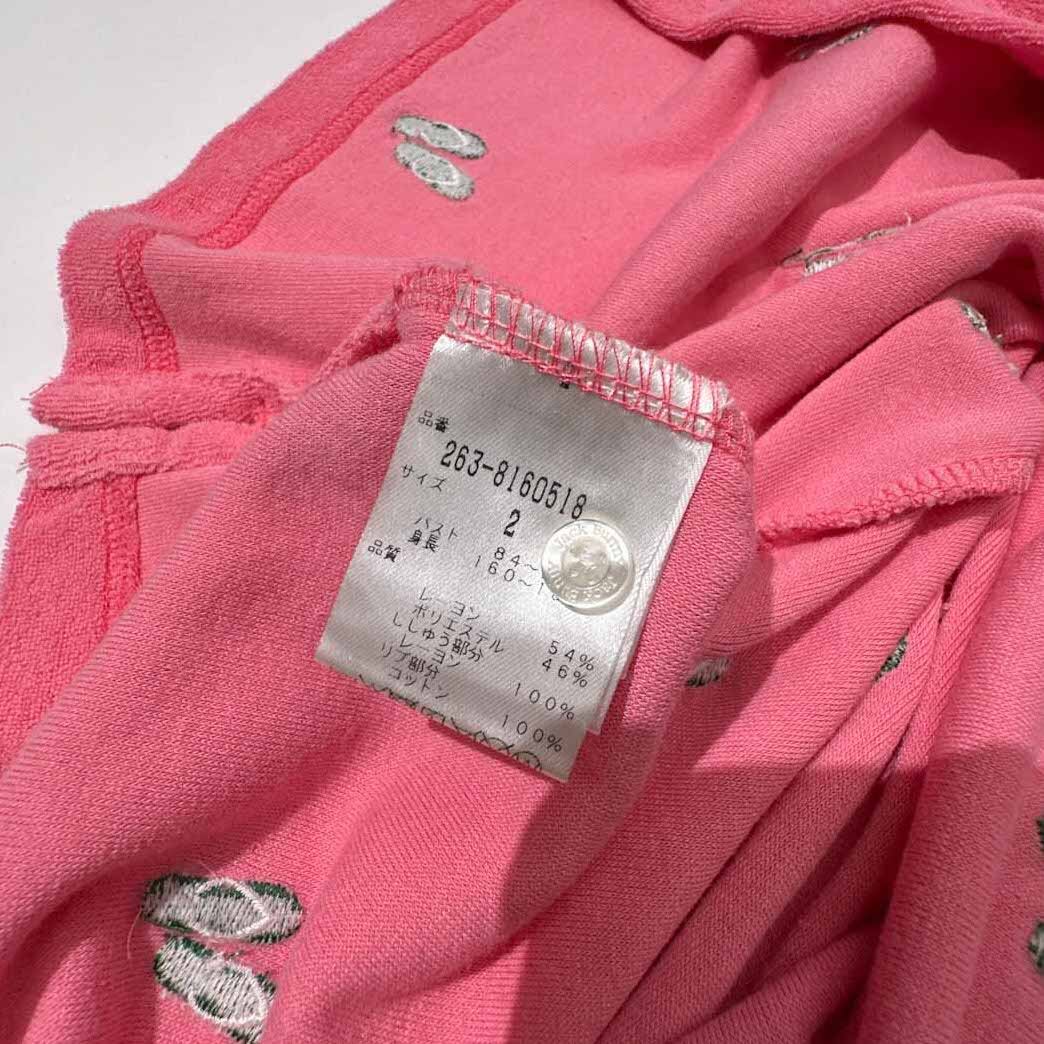 品番
263-8160518
サイズ
2
バスト 84～
身長 160～1
品質
レーヨン 54%
ポリエステル 46%
ししゅう部分
レーヨン 100%
リブ部分
コットン 100%